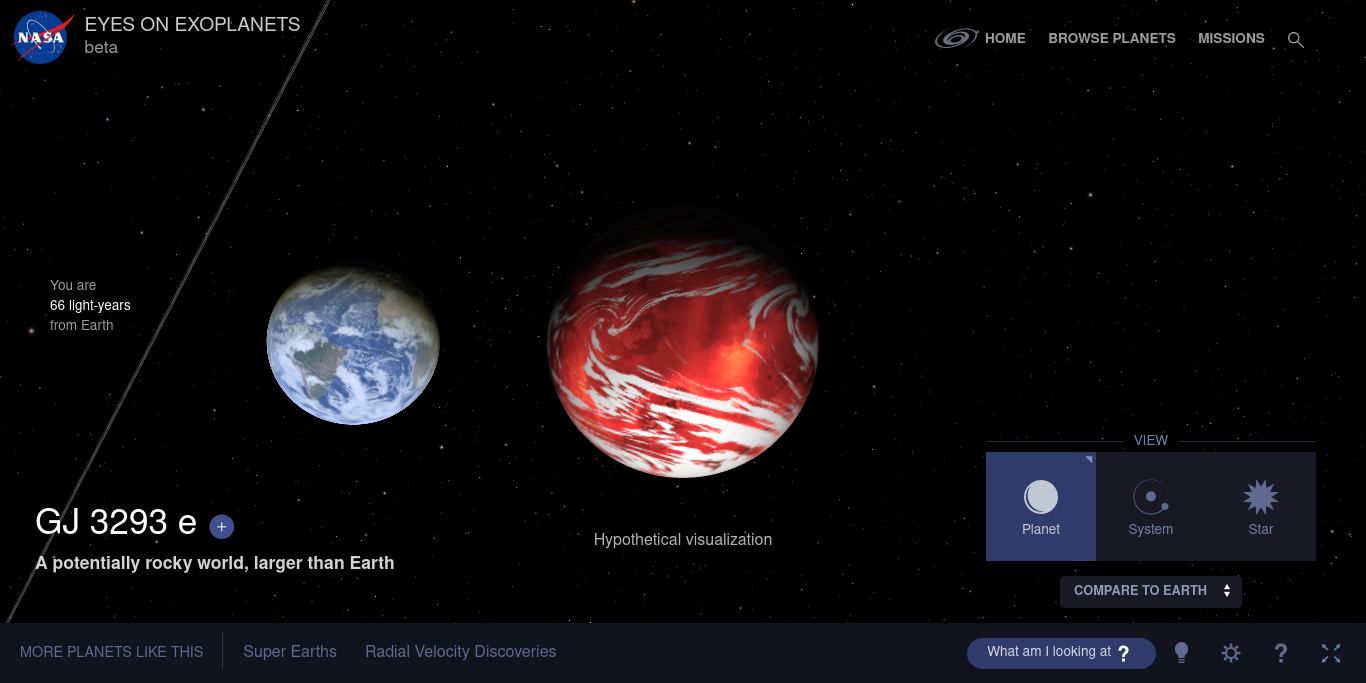 NASA
EYES ON EXOPLANETS
beta
HOME
BROWSE PLANETS
MISSIONS
You are
66 light-years
from Earth
GJ 3293 e +
A potentially rocky world, larger than Earth
Hypothetical visualization
VIEW
Planet
System
Star
COMPARE TO EARTH
MORE PLANETS LIKE THIS
Super Earths
Radial Velocity Discoveries
What am I looking at ?
?